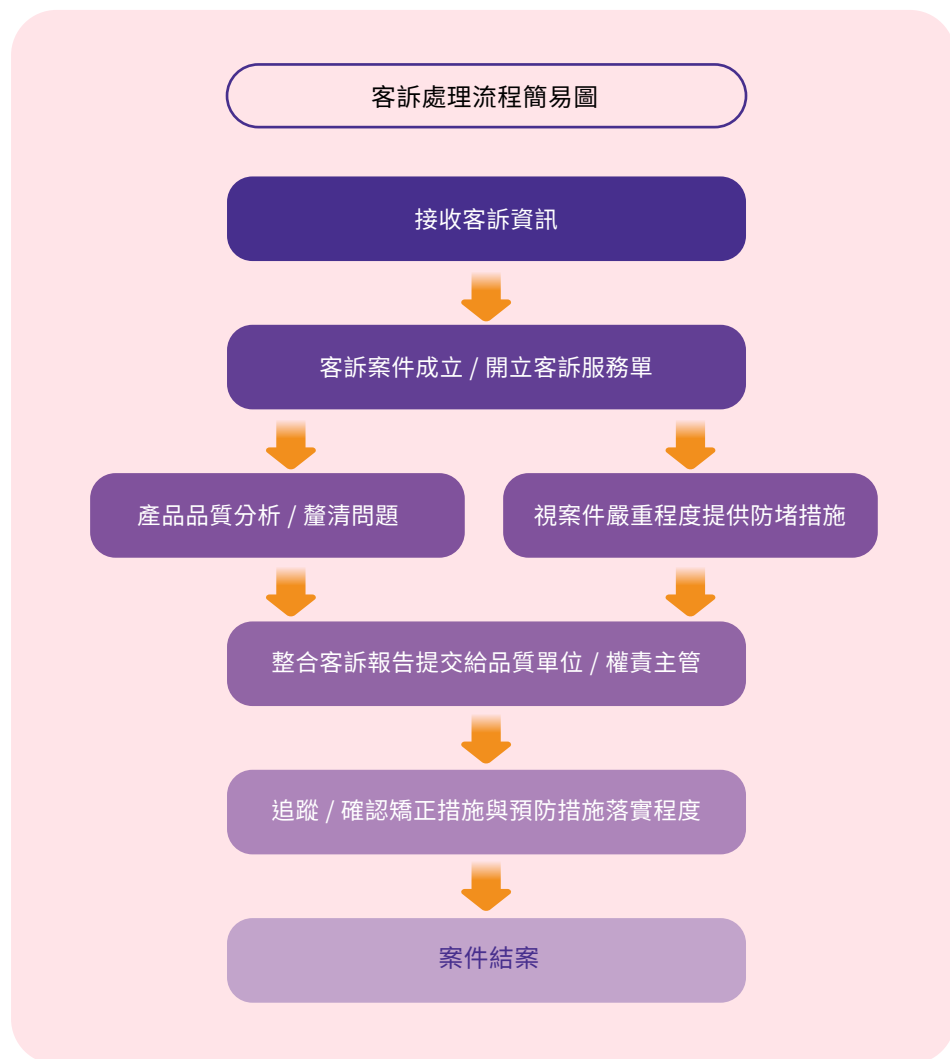 客訴處理流程簡易圖
接收客訴資訊
客訴案件成立 / 開立客訴服務單
產品品質分析 / 釐清問題
視案件嚴重程度提供防堵措施
整合客訴報告提交給品質單位 / 權責主管
追蹤 / 確認矯正措施與預防措施落實程度
案件結案